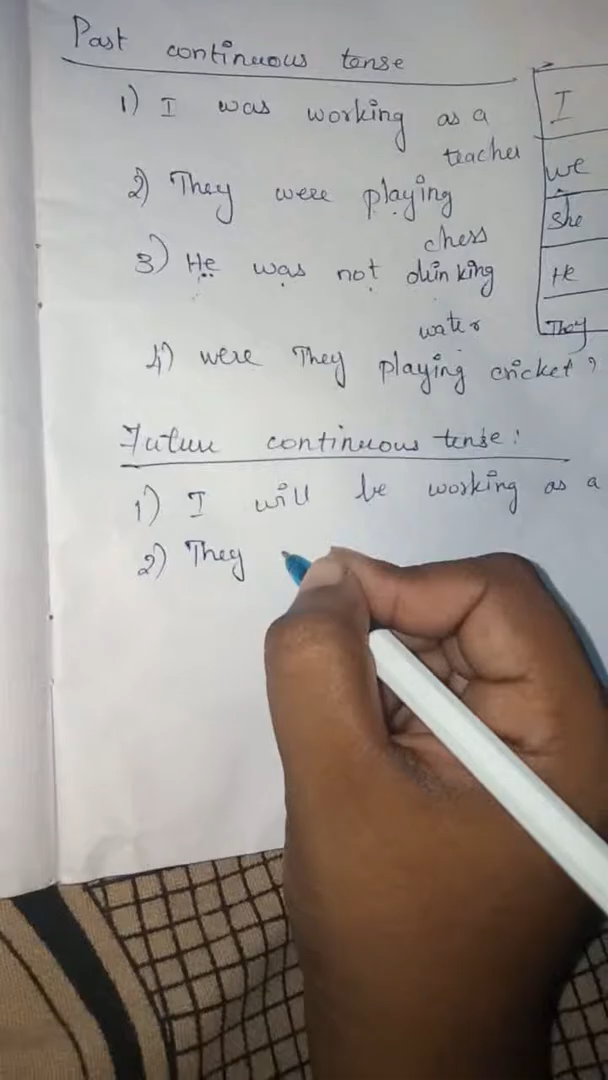 Past continuous tense
1) I was working as a
teacher
2) They were playing
chess
3) He was not drinking
water
4) were They playing cricket?
Future continuous tense:
1) I will be working as a
2) They
I
we
she
He
They